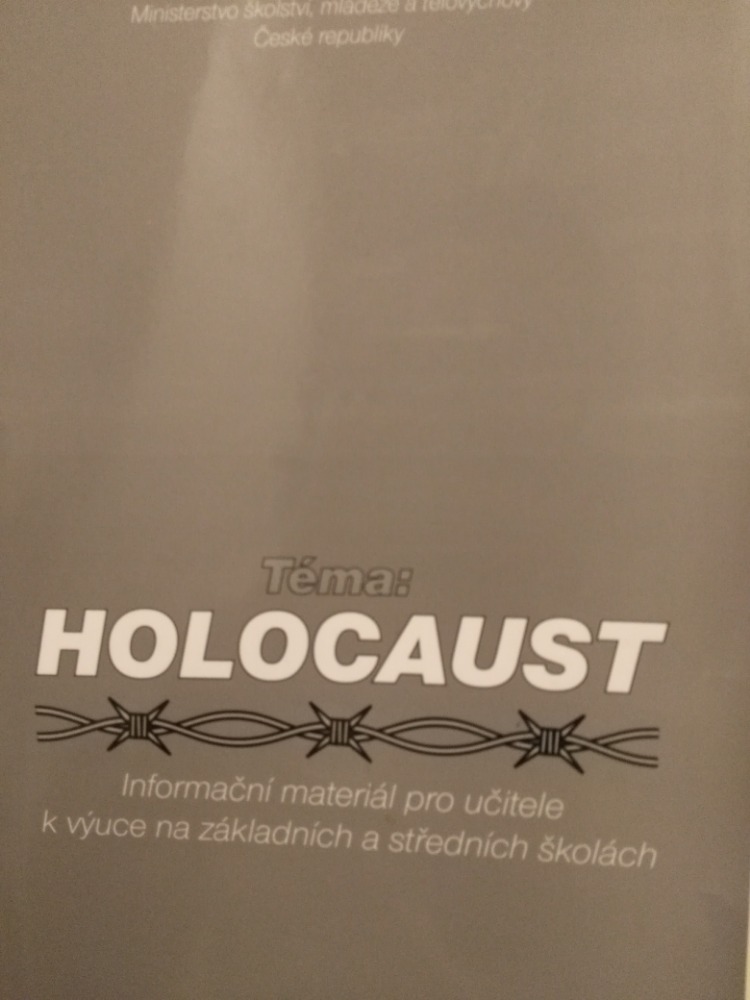 Ministerstvo školství, mládeže a tělovýchovy
České republiky
Téma:
HOLOCAUST
Informační materiál pro učitele
k výuce na základních a středních školách